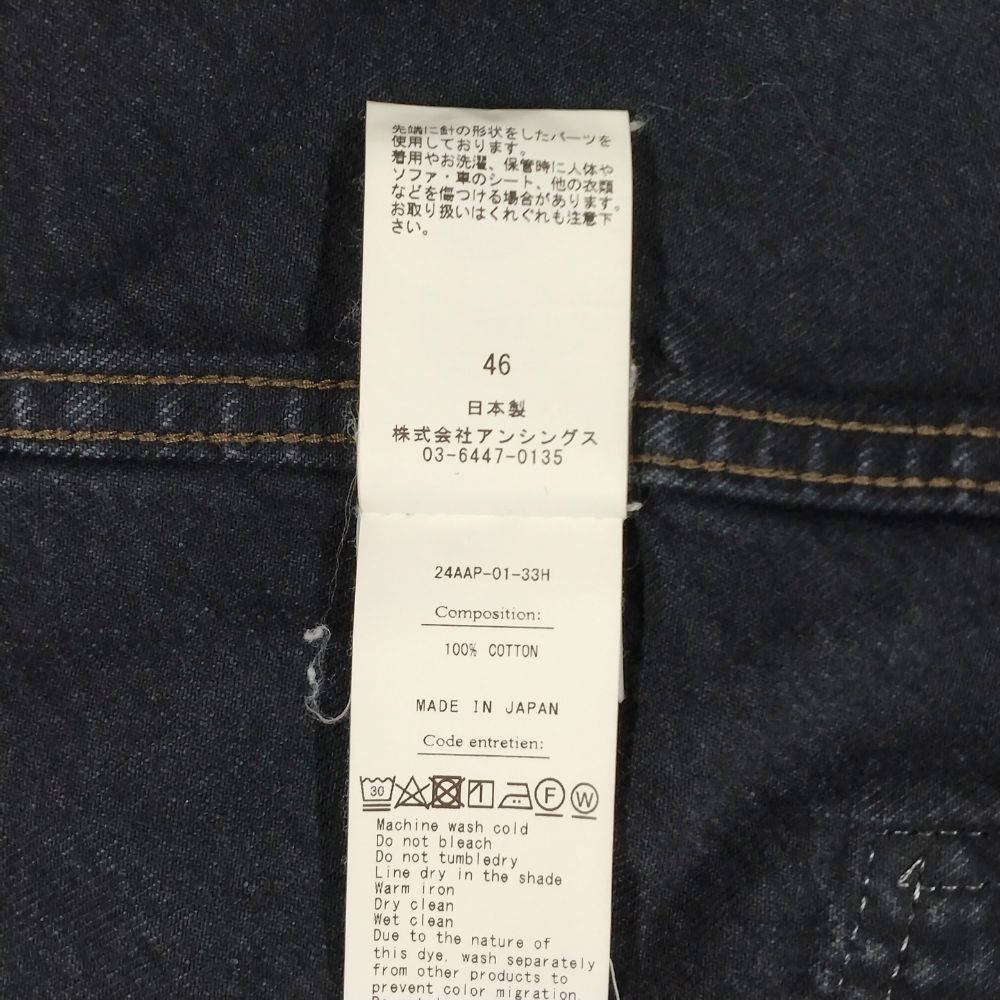 先端に針の形状をしたパーツを
使用しております。
着用やお洗濯、保管時に人体や
ソファ・車のシート、他の衣類
などを傷つける場合があります。
お取り扱いはくれぐれも注意下
さい。
46
日本製
株式会社アンシングス
03-6447-0135
24AAP-01-33H
Composition:
100% COTTON
MADE IN JAPAN
Code entretien:
30 F W
Machine wash cold
Do not bleach
Do not tumbledry
Line dry in the shade
Warm iron
Dry clean
Wet clean
Due to the nature of
this dye, wash separately
from other products to
prevent color migration.